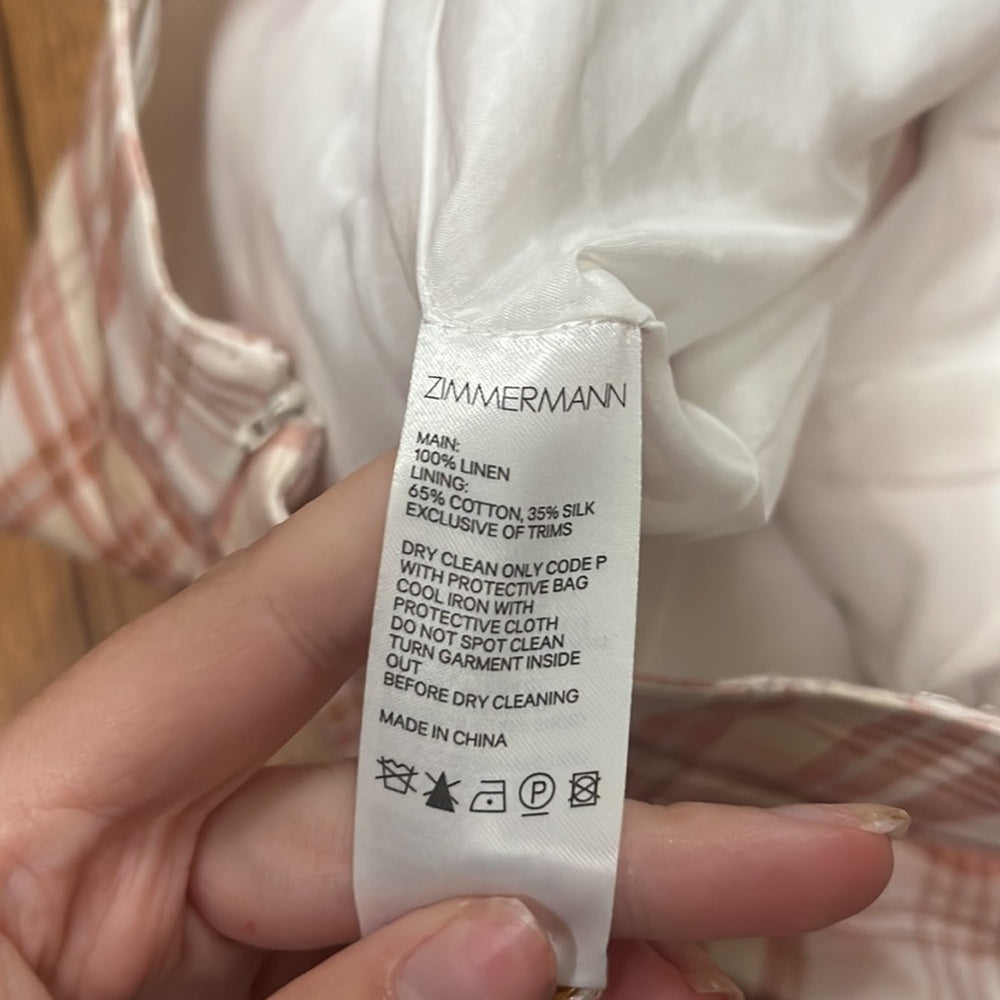 ZIMMERMANN
MAIN:
100% LINEN
LINING:
65% COTTON, 35% SILK
EXCLUSIVE OF TRIMS
DRY CLEAN ONLY CODE P
WITH PROTECTIVE BAG
COOL IRON WITH
PROTECTIVE CLOTH
DO NOT SPOT CLEAN
TURN GARMENT INSIDE
OUT
BEFORE DRY CLEANING
MADE IN CHINA
P